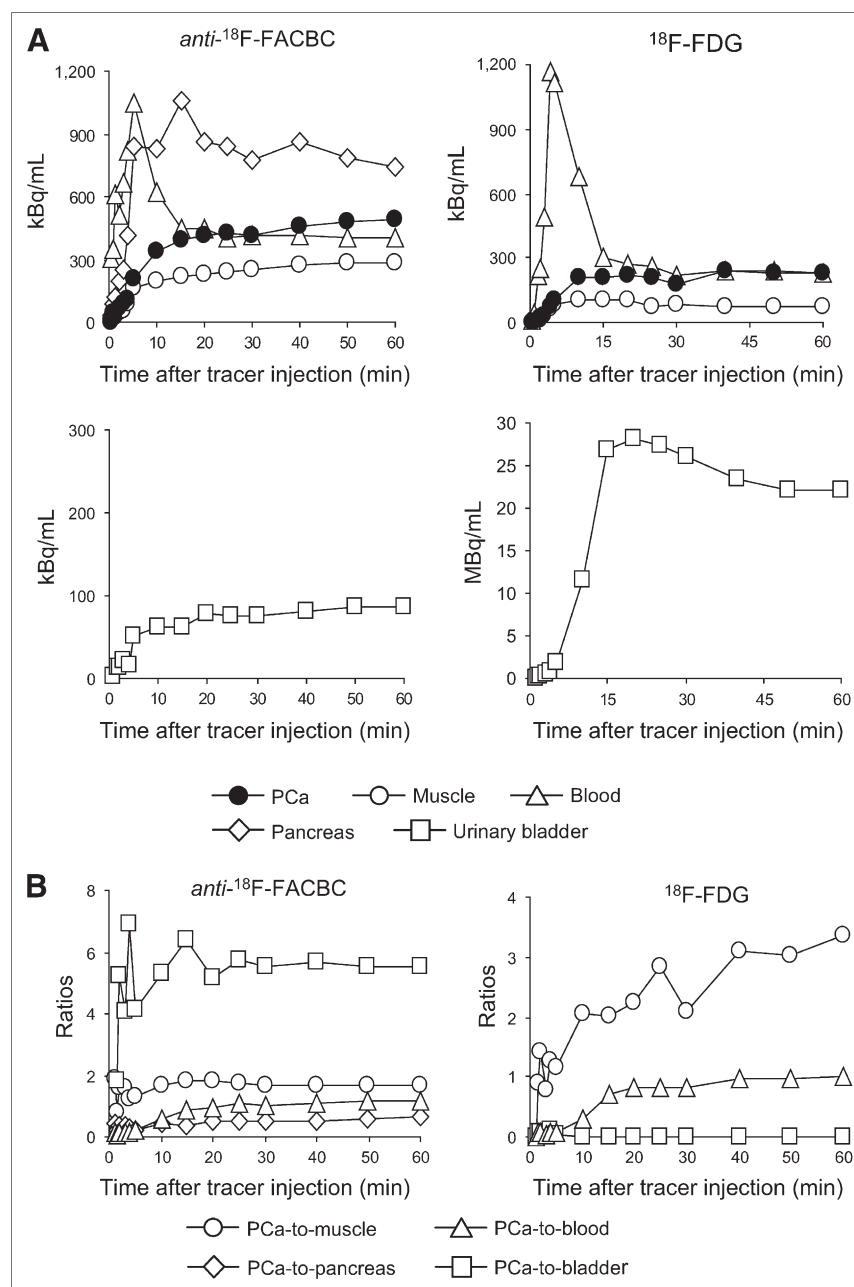 A
anti-¹⁸F-FACBC
¹⁸F-FDG
1,200
900
600
300
0
kBq/mL
0 10 20 30 40 50 60
Time after tracer injection (min)
1,200
900
600
300
0
kBq/mL
0 15 30 45 60
Time after tracer injection (min)
300
200
100
0
kBq/mL
0 10 20 30 40 50 60
Time after tracer injection (min)
30
25
20
15
10
5
0
MBq/mL
0 15 30 45 60
Time after tracer injection (min)
PCa Muscle Blood
Pancreas Urinary bladder
B
anti-¹⁸F-FACBC
¹⁸F-FDG
8
6
4
2
0
Ratios
0 10 20 30 40 50 60
Time after tracer injection (min)
4
3
2
1
0
Ratios
0 10 20 30 40 50 60
Time after tracer injection (min)
PCa-to-muscle PCa-to-blood
PCa-to-pancreas PCa-to-bladder